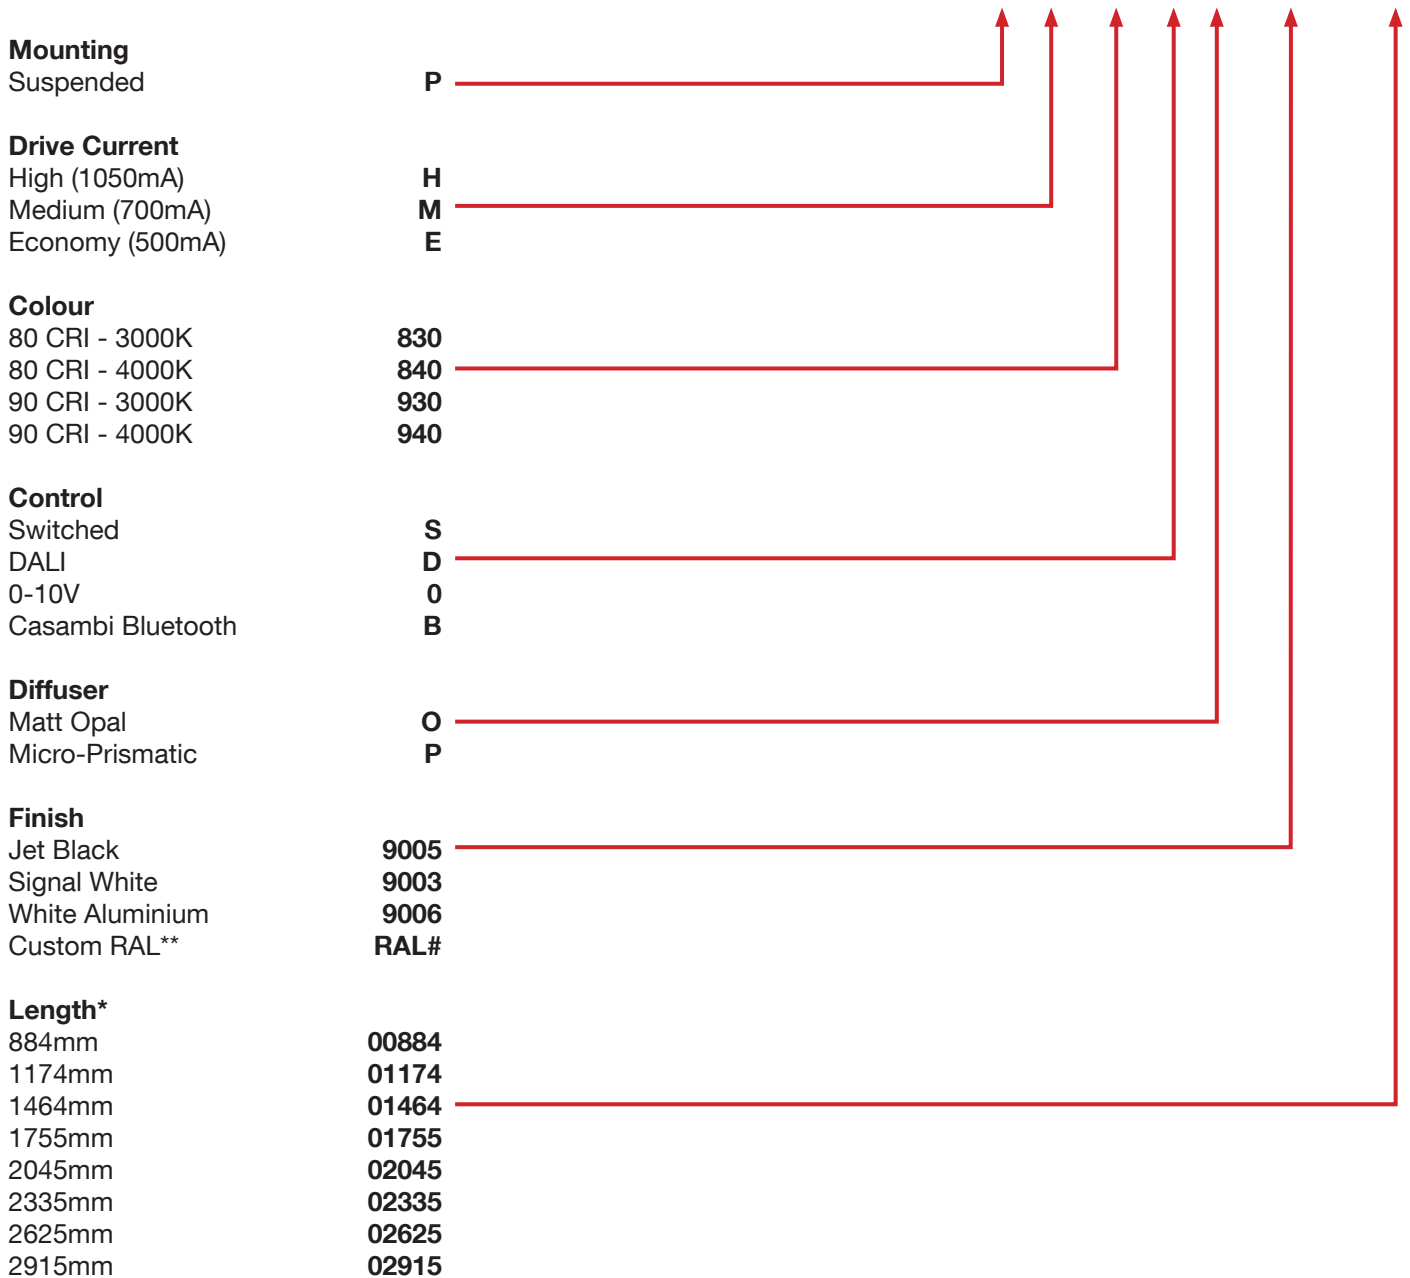 Mounting
Suspended P
Drive Current
High (1050mA) H
Medium (700mA) M
Economy (500mA) E
Colour
80 CRI - 3000K 830
80 CRI - 4000K 840
90 CRI - 3000K 930
90 CRI - 4000K 940
Control
Switched S
DALI D
0-10V 0
Casambi Bluetooth B
Diffuser
Matt Opal O
Micro-Prismatic P
Finish
Jet Black 9005
Signal White 9003
White Aluminium 9006
Custom RAL** RAL#
Length*
884mm 00884
1174mm 01174
1464mm 01464
1755mm 01755
2045mm 02045
2335mm 02335
2625mm 02625
2915mm 02915